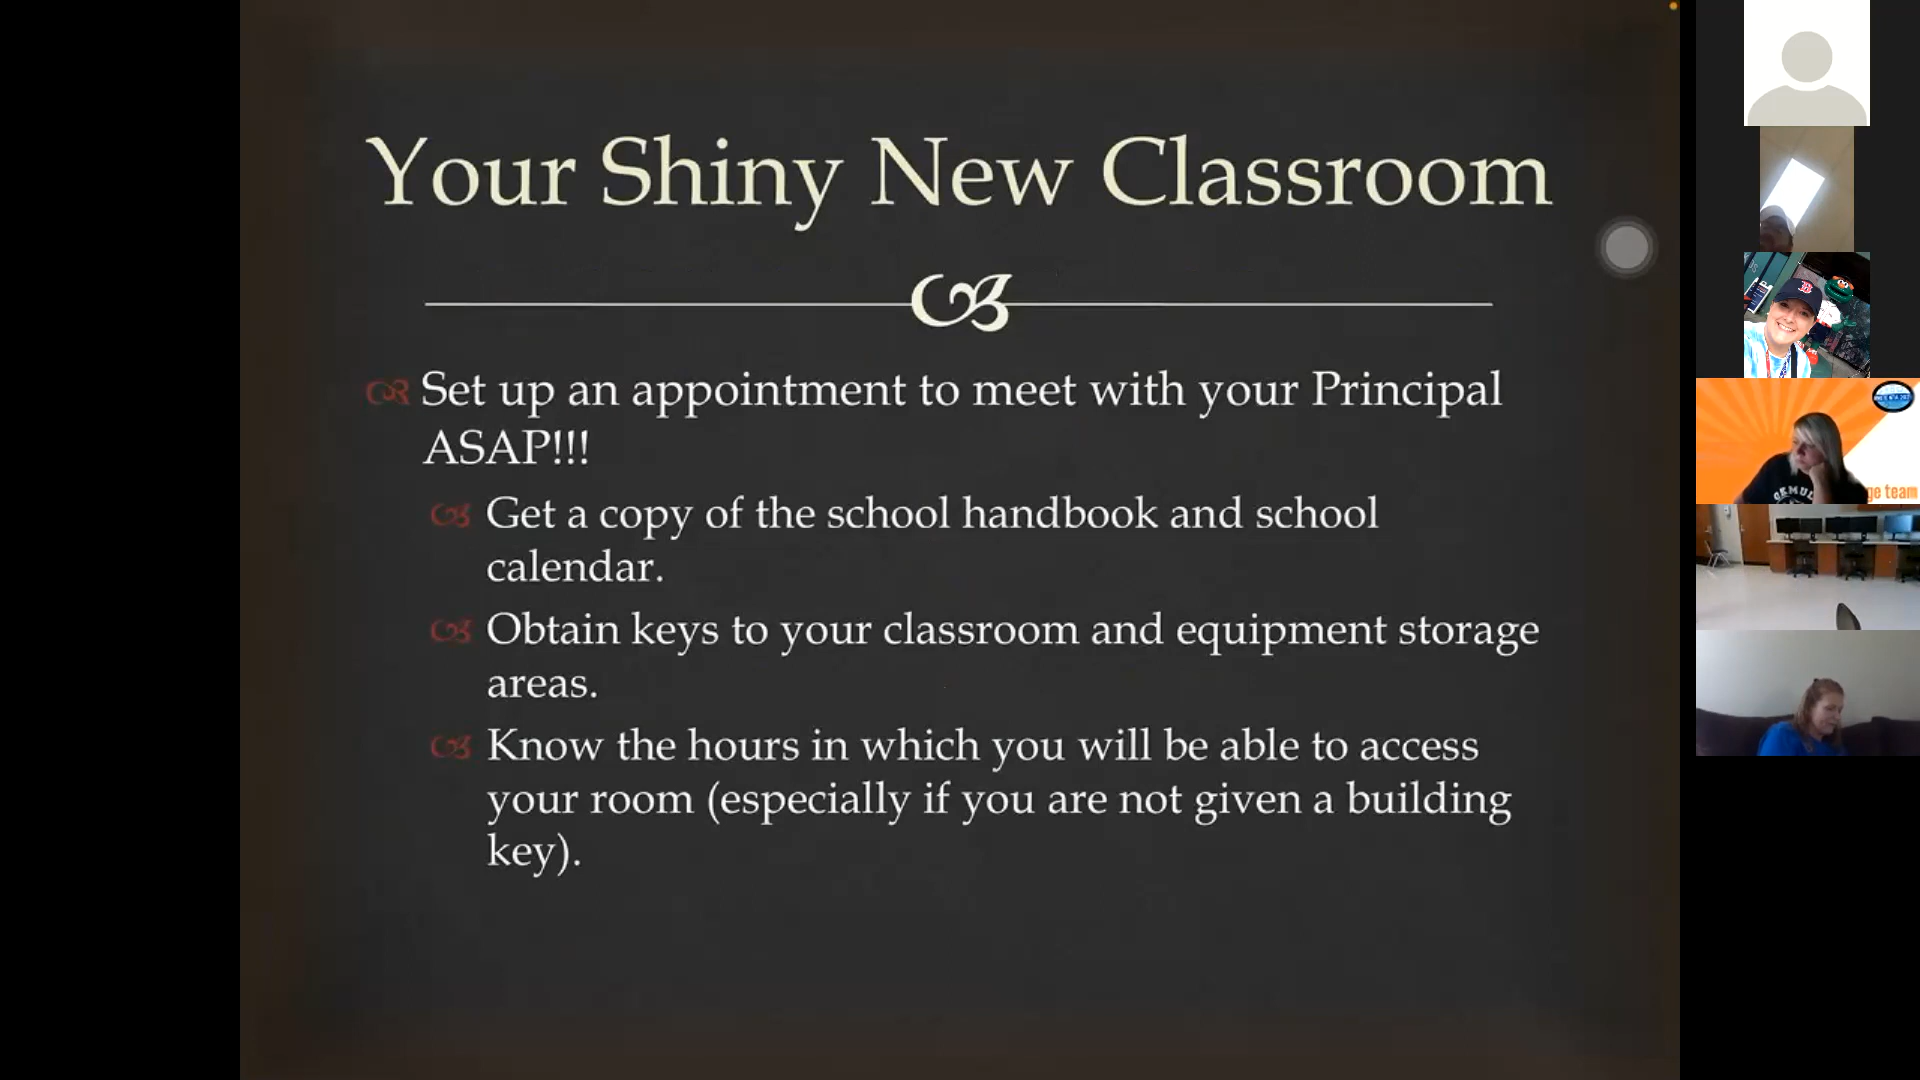 Your Shiny New Classroom
Set up an appointment to meet with your Principal
ASAP!!!
Get a copy of the school handbook and school
calendar.
Obtain keys to your classroom and equipment storage
areas.
Know the hours in which you will be able to access
your room (especially if you are not given a building
key).
B
ge team